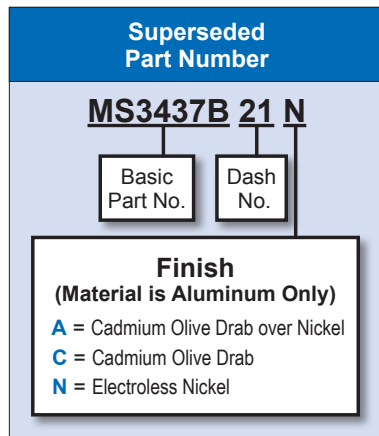 Superseded
Part Number
MS3437B 21 N
Basic Dash
Part No. No.
Finish
(Material is Aluminum Only)
A = Cadmium Olive Drab over Nickel
C = Cadmium Olive Drab
N = Electroless Nickel